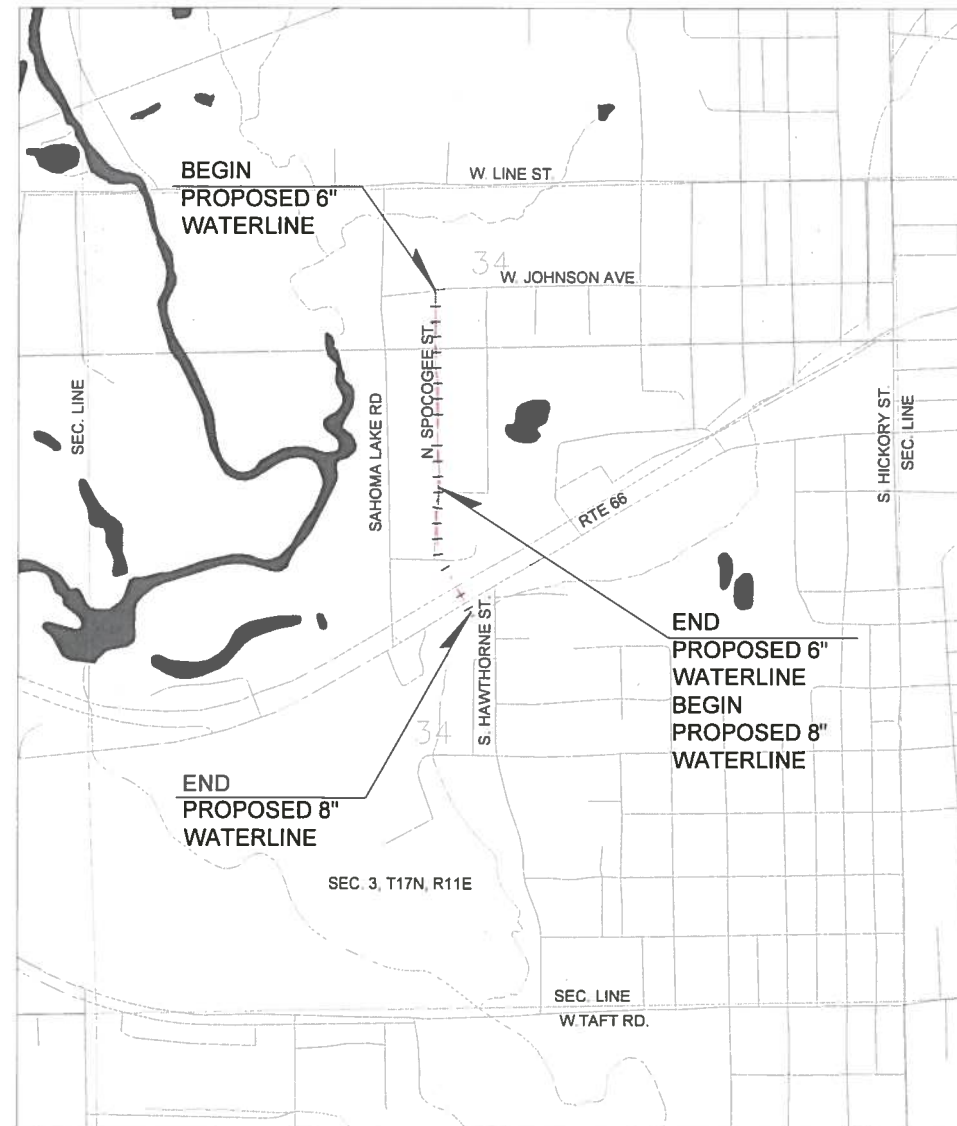 BEGIN
PROPOSED 6"
WATERLINE
W. LINE ST.
34
W. JOHNSON AVE
N. SPOCOGEE ST.
SEC. LINE
SAHOMA LAKE RD
S. HICKORY ST.
SEC. LINE
RTE 66
S. HAWTHORNE ST.
END
PROPOSED 6"
WATERLINE
BEGIN
PROPOSED 8"
WATERLINE
34
END
PROPOSED 8"
WATERLINE
SEC. 3, T17N, R11E
SEC. LINE
W.TAFT RD.